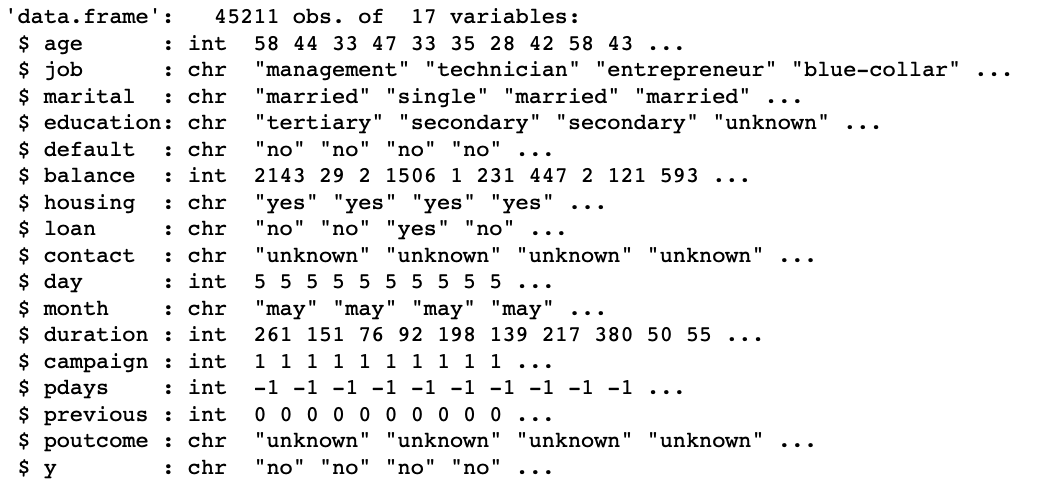 'data.frame':   45211 obs. of  17 variables:
 $ age      : int  58 44 33 47 33 35 28 42 58 43 ...
 $ job      : chr  "management" "technician" "entrepreneur" "blue-collar" ...
 $ marital  : chr  "married" "single" "married" "married" ...
 $ education: chr  "tertiary" "secondary" "secondary" "unknown" ...
 $ default  : chr  "no" "no" "no" "no" ...
 $ balance  : int  2143 29 2 1506 1 231 447 2 121 593 ...
 $ housing  : chr  "yes" "yes" "yes" "yes" ...
 $ loan     : chr  "no" "no" "yes" "no" ...
 $ contact  : chr  "unknown" "unknown" "unknown" "unknown" ...
 $ day      : int  5 5 5 5 5 5 5 5 5 5 ...
 $ month    : chr  "may" "may" "may" "may" ...
 $ duration : int  261 151 76 92 198 139 217 380 50 55 ...
 $ campaign : int  1 1 1 1 1 1 1 1 1 1 ...
 $ pdays    : int  -1 -1 -1 -1 -1 -1 -1 -1 -1 -1 ...
 $ previous : int  0 0 0 0 0 0 0 0 0 0 ...
 $ poutcome : chr  "unknown" "unknown" "unknown" "unknown" ...
 $ y        : chr  "no" "no" "no" "no" ...